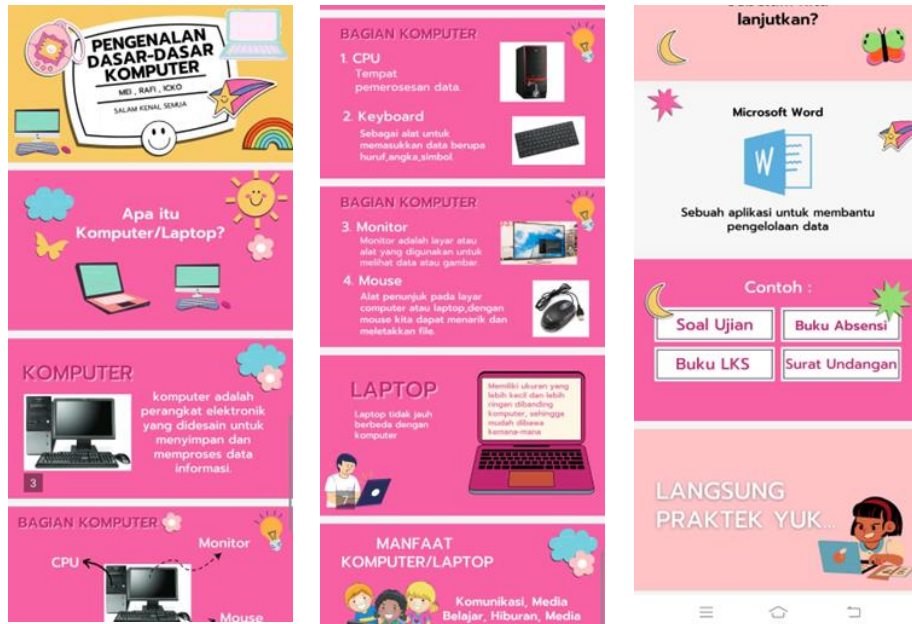 PENGENALAN
DASAR-DASAR
KOMPUTER
MEI , RAFI , ICKO
SALAM KENAL SEMUA
Apa itu
Komputer/Laptop?
KOMPUTER
komputer adalah
perangkat elektronik
yang didesain untuk
menyimpan dan
memproses data
informasi.
3
BAGIAN KOMPUTER
Monitor
CPU
Mouse
BAGIAN KOMPUTER
1. CPU
Tempat
pemerosesan data.
2. Keyboard
Sebagai alat untuk
memasukkan data berupa
huruf,angka,simbol.
BAGIAN KOMPUTER
3. Monitor
Monitor adalah layar atau
alat yang digunakan untuk
melihat data atau gambar.
4. Mouse
Alat penunjuk pada layar
computer atau laptop,dengan
mouse kita dapat menarik dan
meletakkan file.
LAPTOP
Laptop tidak jauh
berbeda dengan
komputer
Memiliki ukuran yang
lebih kecil dan lebih
ringan dibanding
komputer, sehingga
mudah dibawa
kemana-mana
7
MANFAAT
KOMPUTER/LAPTOP
Komunikasi, Media
Belajar, Hiburan, Media
lanjutkan?
Microsoft Word
W
Sebuah aplikasi untuk membantu
pengelolaan data
Contoh :
Soal Ujian
Buku Absensi
Buku LKS
Surat Undangan
LANGSUNG
PRAKTEK YUK...